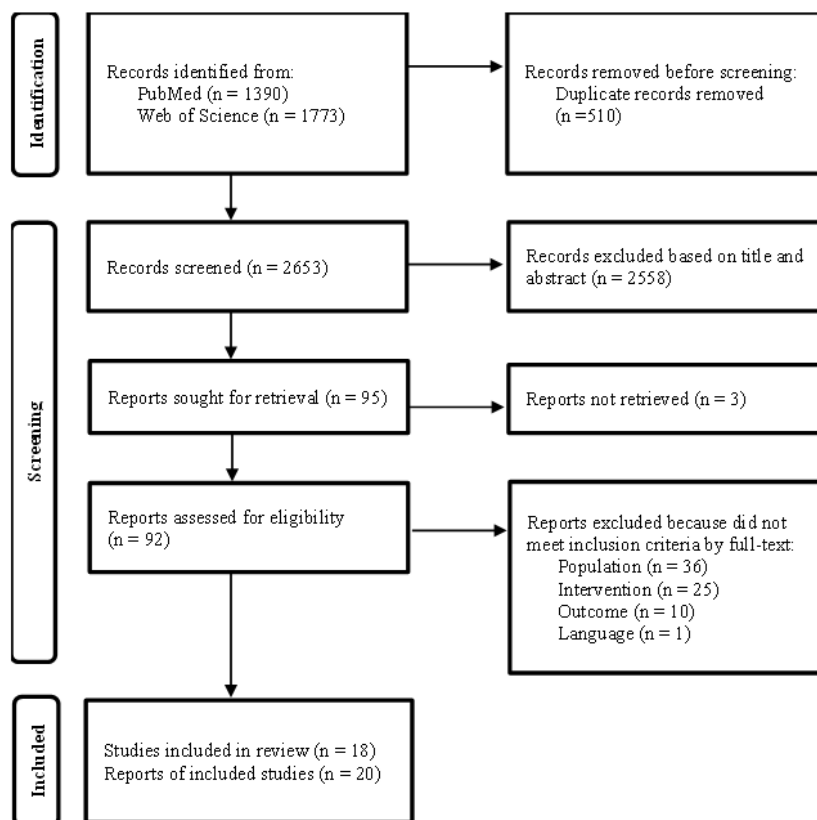 Identification
Records identified from:
PubMed (n = 1390)
Web of Science (n = 1773)
Records removed before screening:
Duplicate records removed
(n =510)
Screening
Records screened (n = 2653)
Records excluded based on title and
abstract (n = 2558)
Reports sought for retrieval (n = 95)
Reports not retrieved (n = 3)
Reports assessed for eligibility
(n = 92)
Reports excluded because did not
meet inclusion criteria by full-text:
Population (n = 36)
Intervention (n = 25)
Outcome (n = 10)
Language (n = 1)
Included
Studies included in review (n = 18)
Reports of included studies (n = 20)